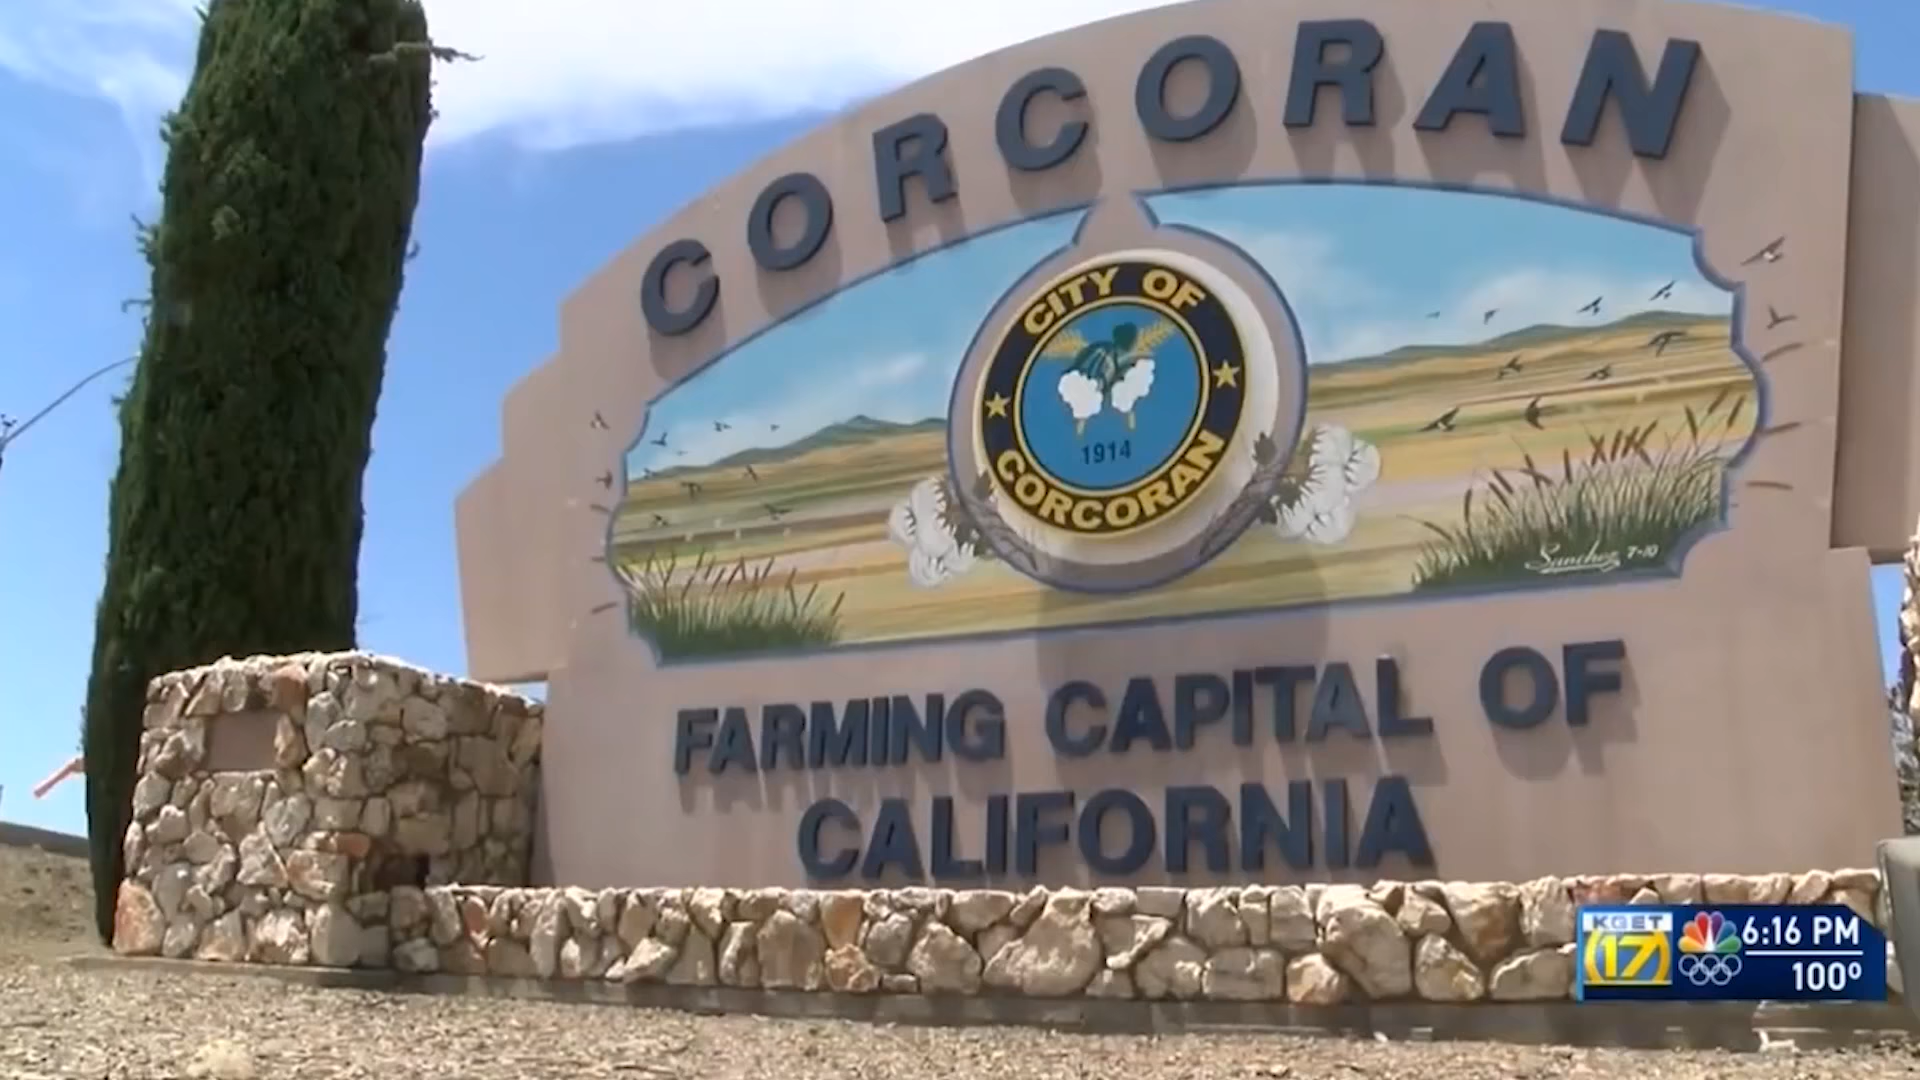 CORCORAN
CITY OF
1914
CORCORAN
Sanchez 7-10
FARMING CAPITAL OF
CALIFORNIA
KGET
17
6:16 PM
100°